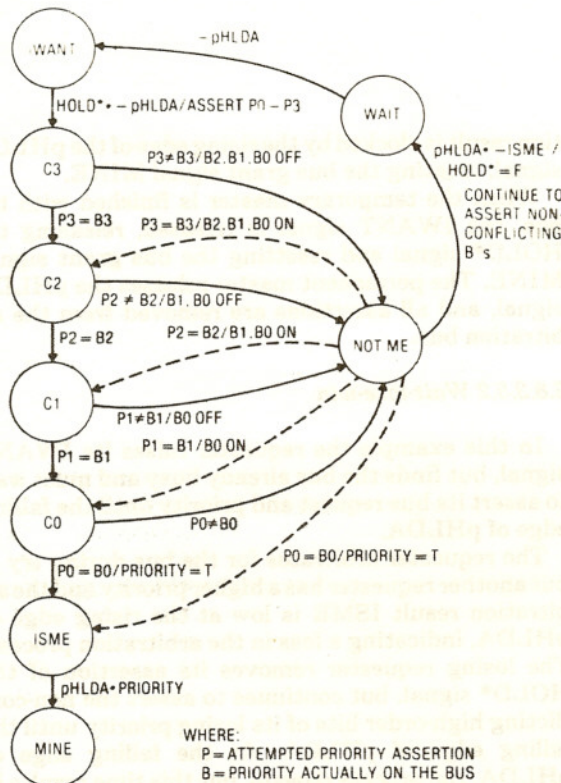 -WANT
-pHLDA
WAIT
HOLD*•-pHLDA/ASSERT P0-P3
pHLDA•-ISME /
HOLD*=F
CONTINUE TO
ASSERT NON-
CONFLICTING
B's
C3
P3≠B3/B2.B1.B0 OFF
P3=B3
P3=B3/B2.B1.B0 ON
C2
P2≠B2/B1.B0 OFF
P2=B2/B1.B0 ON
NOT ME
P2=B2
C1
P1≠B1/B0 OFF
P1=B1/B0 ON
P1=B1
C0
P0≠B0
P0=B0/PRIORITY=T
P0=B0/PRIORITY=T
ISME
pHLDA•PRIORITY
MINE
WHERE:
P=ATTEMPTED PRIORITY ASSERTION
B=PRIORITY ACTUALLY ON THE BUS